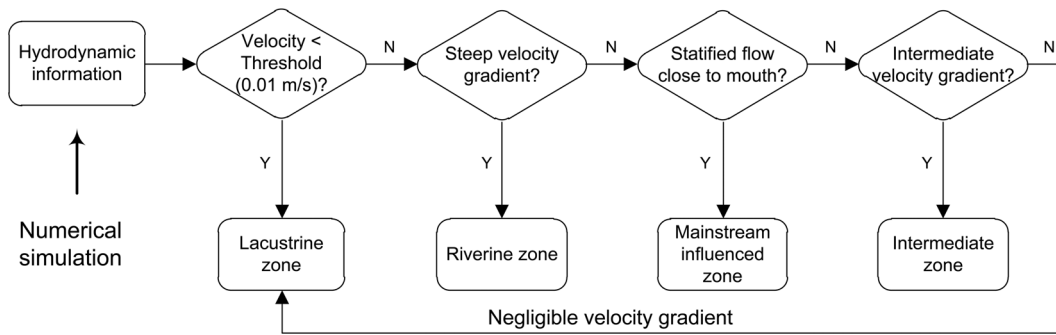 Hydrodynamic
information
Velocity <
Threshold
(0.01 m/s)?
N
Steep velocity
gradient?
N
Statified flow
close to mouth?
N
Intermediate
velocity gradient?
N
Y
Y
Y
Y
Numerical
simulation
Lacustrine
zone
Riverine zone
Mainstream
influenced
zone
Intermediate
zone
Negligible velocity gradient